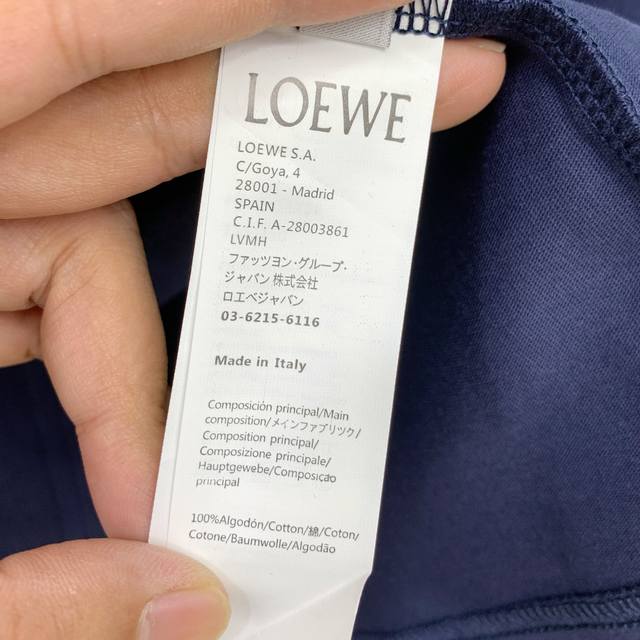 LOEWE
LOEWE S.A.
C/Goya, 4
28001 - Madrid
SPAIN
C.I.F. A-28003861
LVMH
ファッツヨン・グループ・
ジャパン株式会社
ロエベジャパン
03-6215-6116
Made in Italy
Composición principal/Main
composition/メインファブリック/
Composition principal/
Composizione principale/
Hauptgewebe/Composicão
principal
100%Algodón/Cotton/綿/Coton/
Cotone/Baumwolle/Algodão